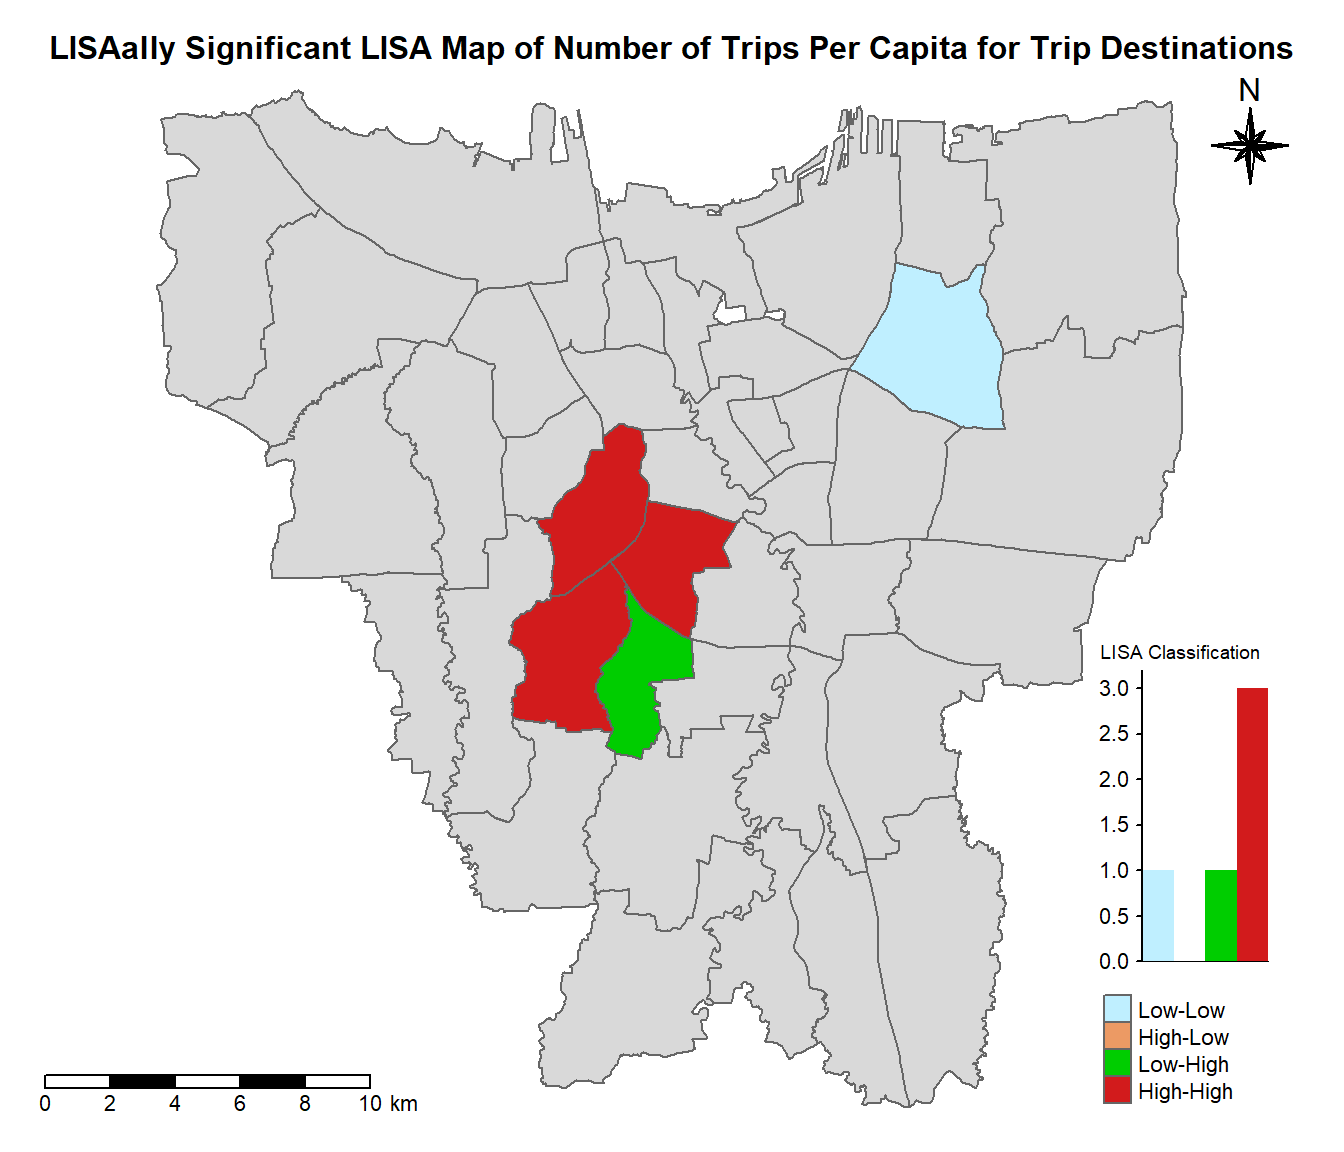 LISAally Significant LISA Map of Number of Trips Per Capita for Trip Destinations
N
LISA Classification
3.0
2.5
2.0
1.5
1.0
0.5
0.0
Low-Low
High-Low
Low-High
High-High
0 2 4 6 8 10 km